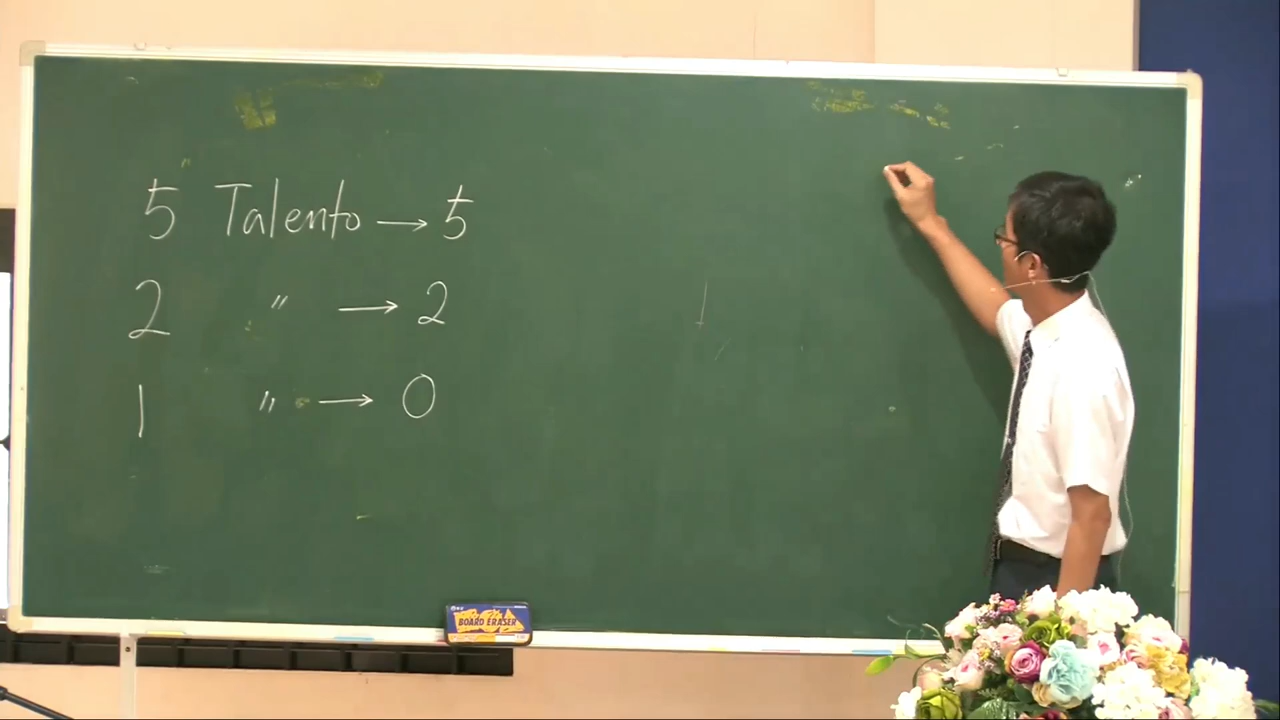 5 Talento → 5
2 〃 → 2
1 〃 → 0
BOARD ERASER